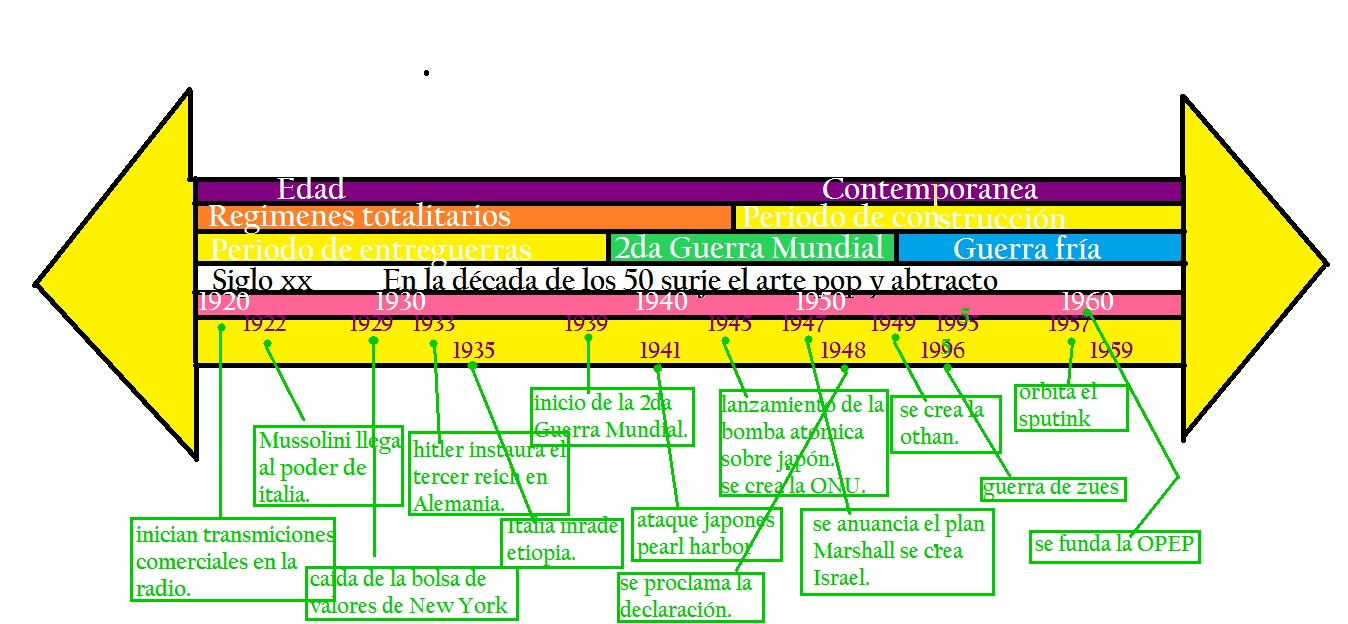 Edad Contemporanea
Regimenes totalitarios Periodo de construcción
Periodo de entreguerras 2da Guerra Mundial Guerra fría
Siglo xx En la década de los 50 surje el arte pop y abtracto
1920 1930 1940 1950 1960
1922 1929 1933 1939 1945 1947 1949 1995 1957
5
1935 1941 1948 1996 1959
5
inician transmiciones
comerciales en la
radio.
Mussolini llega
al poder de
italia.
caida de la bolsa de
valores de New York
hitler instaura el
tercer reich en
Alemania.
Italia inrade
etiopia.
inicio de la 2da
Guerra Mundial.
ataque japones
pearl harbor
se proclama la
declaración.
lanzamiento de la
bomba atómica
sobre japón.
se crea la ONU.
se anuancia el plan
Marshall se crea
Israel.
se crea la
othan.
guerra de zues
orbita el
sputink
se funda la OPEP